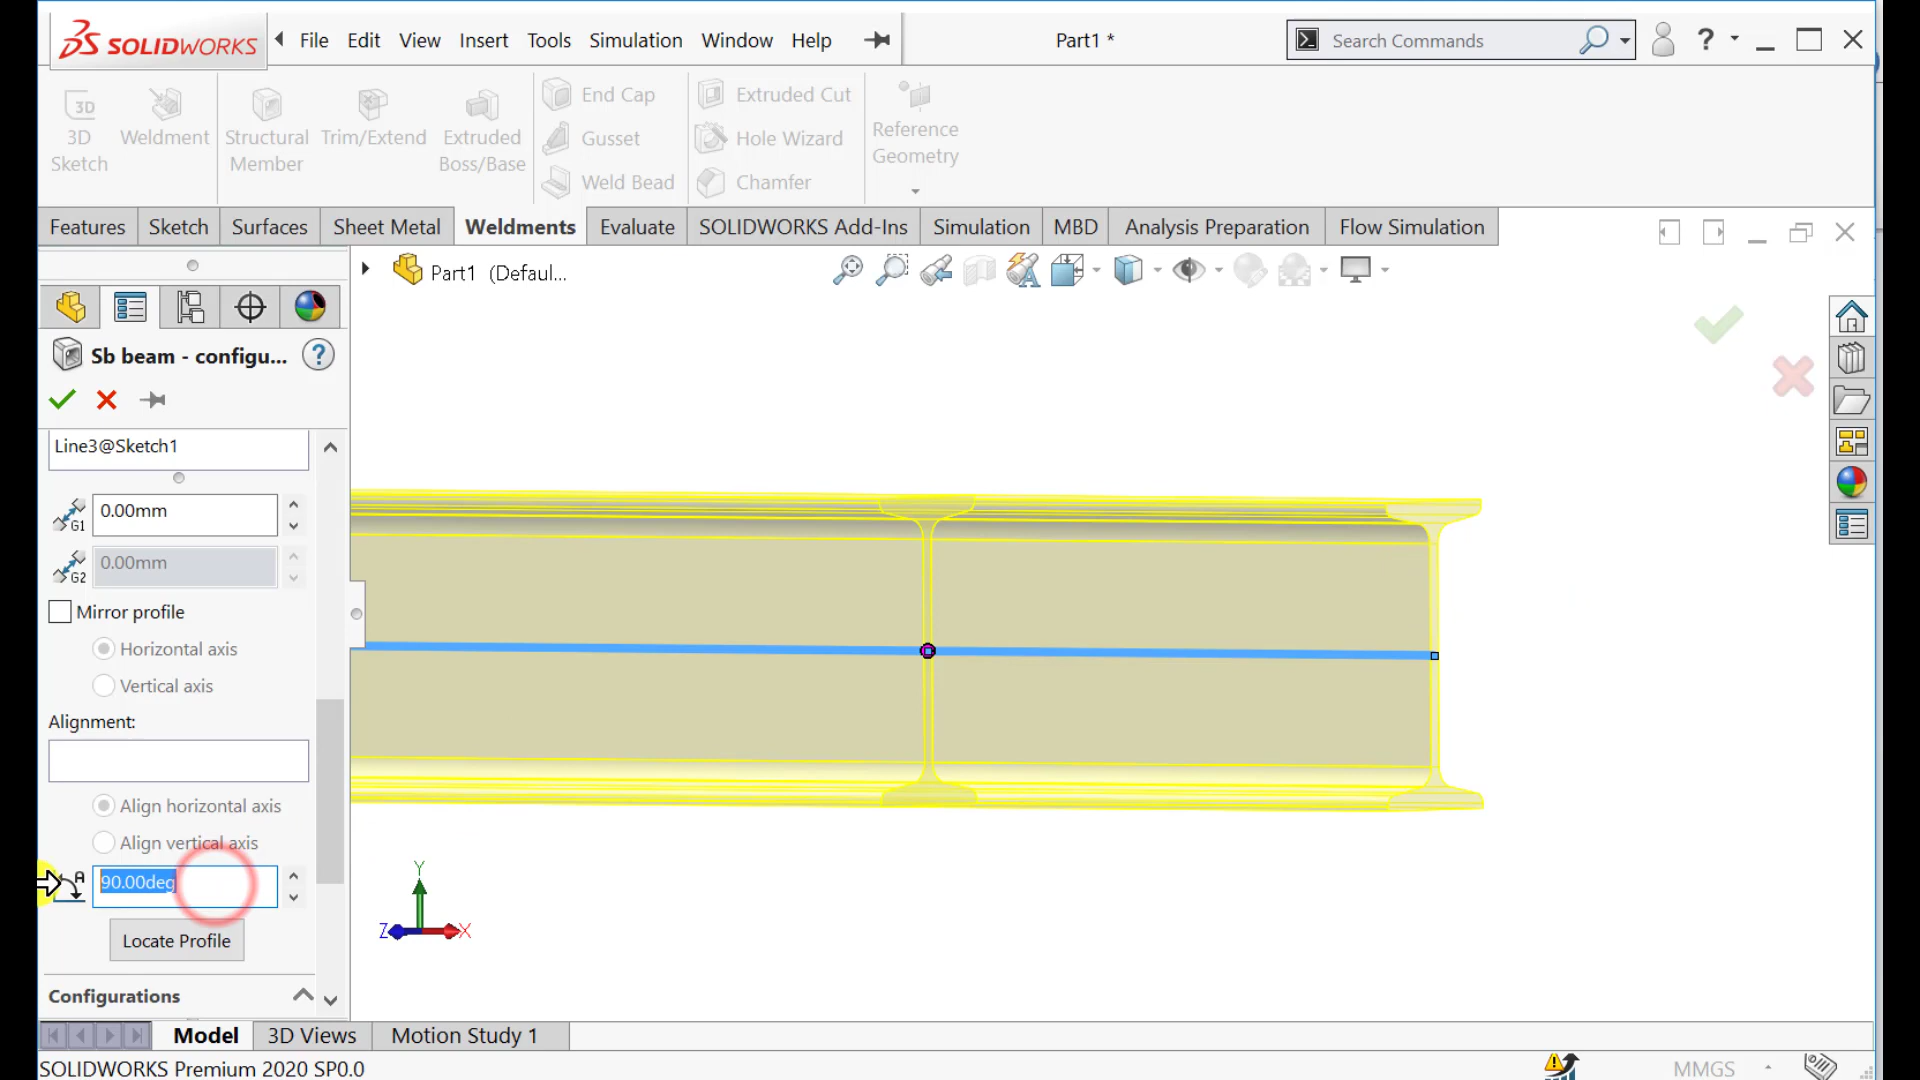 SOLIDWORKS File Edit View Insert Tools Simulation Window Help Part1 * Search Commands ?
3D Sketch
Weldment
Structural Member
Trim/Extend
Extruded Boss/Base
End Cap
Gusset
Weld Bead
Extruded Cut
Hole Wizard
Chamfer
Reference Geometry
Features Sketch Surfaces Sheet Metal Weldments Evaluate SOLIDWORKS Add-Ins Simulation MBD Analysis Preparation Flow Simulation
Part1 (Defaul...
Sb beam - configu... ?
Line3@Sketch1
G1 0.00mm
G2 0.00mm
Mirror profile
Horizontal axis
Vertical axis
Alignment:
Align horizontal axis
Align vertical axis
A 90.00deg
Locate Profile
Configurations
Y
Z X
Model 3D Views Motion Study 1
SOLIDWORKS Premium 2020 SP0.0 MMGS